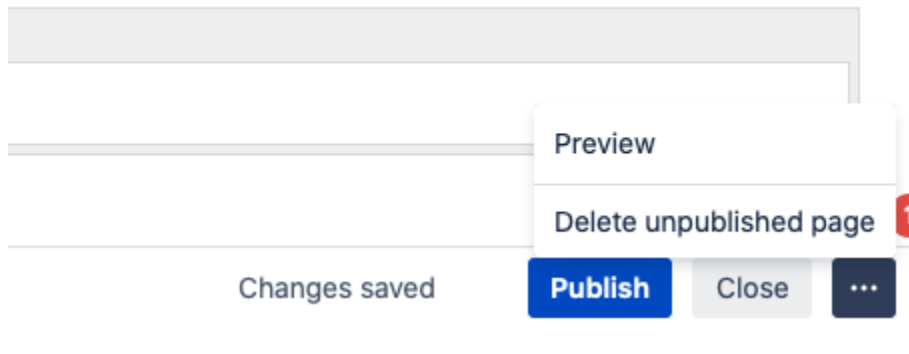 Preview
Delete unpublished page
Changes saved
Publish
Close
...